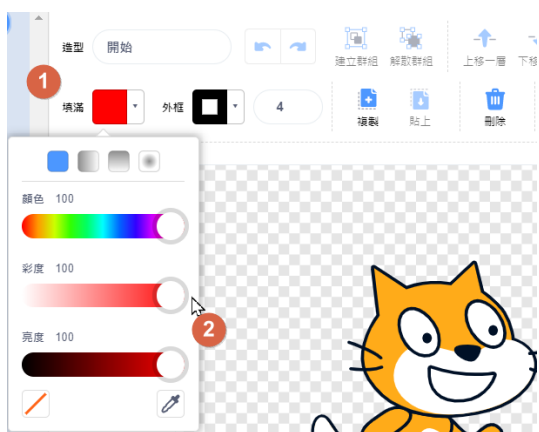 造型 開始
建立群組 解散群組 上移一層 下移
1
填滿 外框 4
複製 貼上 刪除
顏色 100
彩度 100
2
亮度 100